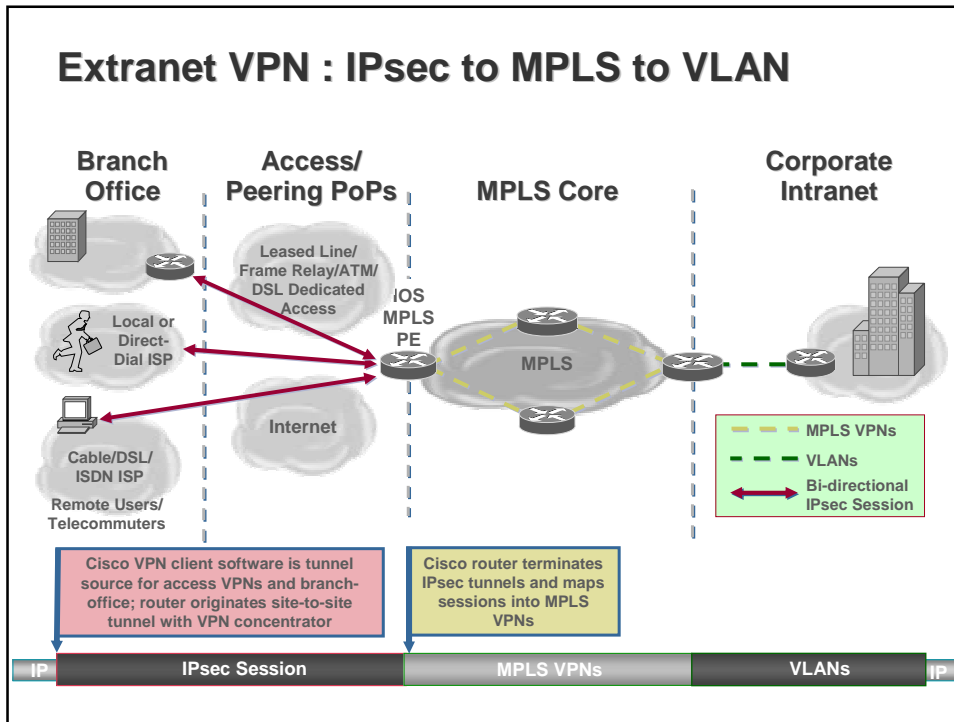 Extranet VPN : IPsec to MPLS to VLAN
Branch
Office
Access/
Peering PoPs
MPLS Core
Corporate
Intranet
Leased Line/
Frame Relay/ATM/
DSL Dedicated
Access
IOS
MPLS
PE
Local or
Direct-
Dial ISP
MPLS
Internet
Cable/DSL/
ISDN ISP
Remote Users/
Telecommuters
MPLS VPNs
VLANs
Bi-directional
IPsec Session
Cisco VPN client software is tunnel
source for access VPNs and branch-
office; router originates site-to-site
tunnel with VPN concentrator
Cisco router terminates
IPsec tunnels and maps
sessions into MPLS
VPNs
IP
IPsec Session
MPLS VPNs
VLANs
IP